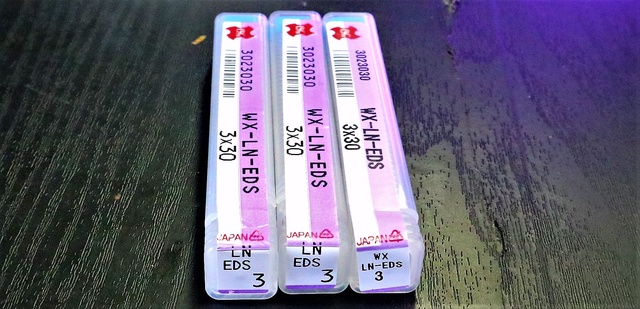 3023030
WX-LN-EDS
3x30
JAPAN
LN
EDS
3
3023030
WX-LN-EDS
3x30
JAPAN
LN
EDS
3
3023030
WX-LN-EDS
3x30
JAPAN
WX
LN-EDS
3